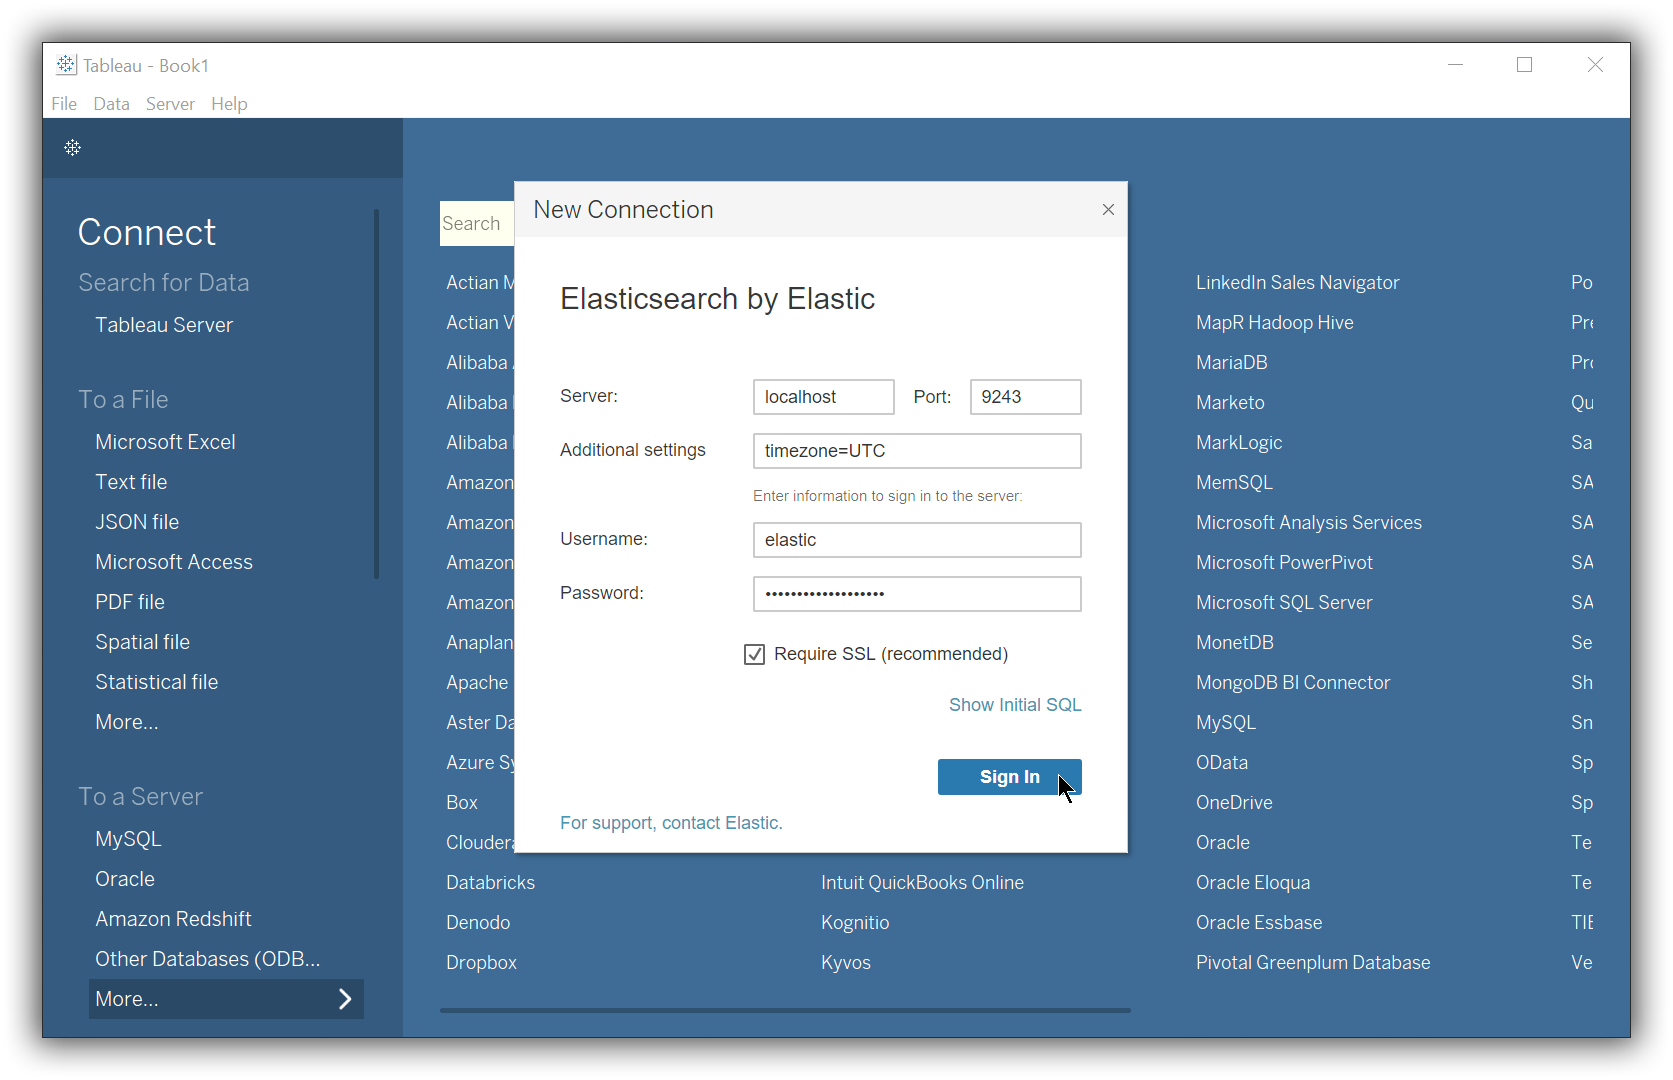 Tableau - Book1
File Data Server Help
Connect
Search for Data
Tableau Server
To a File
Microsoft Excel
Text file
JSON file
Microsoft Access
PDF file
Spatial file
Statistical file
More...
To a Server
MySQL
Oracle
Amazon Redshift
Other Databases (ODB...
More...
Search
Actian M
Actian V
Alibaba
Alibaba
Alibaba
Amazon
Amazon
Amazon
Amazon
Anaplan
Apache
Aster Da
Azure Sy
Box
Cloudera
Databricks
Denodo
Dropbox
New Connection
Elasticsearch by Elastic
Server: localhost Port: 9243
Additional settings timezone=UTC
Enter information to sign in to the server:
Username: elastic
Password: •••••••••••••••••••
Require SSL (recommended)
Show Initial SQL
Sign In
For support, contact Elastic.
Intuit QuickBooks Online
Kognitio
Kyvos
LinkedIn Sales Navigator
MapR Hadoop Hive
MariaDB
Marketo
MarkLogic
MemSQL
Microsoft Analysis Services
Microsoft PowerPivot
Microsoft SQL Server
MonetDB
MongoDB BI Connector
MySQL
OData
OneDrive
Oracle
Oracle Eloqua
Oracle Essbase
Pivotal Greenplum Database
Po
Pre
Pro
Qu
Sa
SA
SA
SA
SA
Se
Sh
Sn
Sp
Sp
Te
Te
TIB
Ve